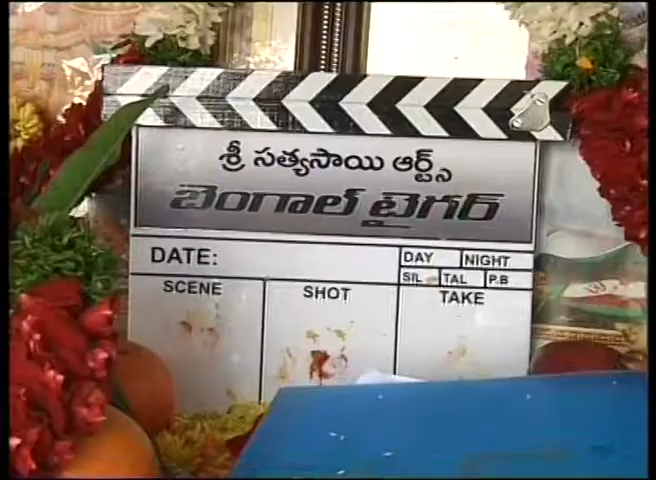 శ్రీ సత్యసాయి ఆర్ట్స్
బెంగాల్ టైగర్
DATE: DAY NIGHT
SIL TAL P.B
SCENE SHOT TAKE